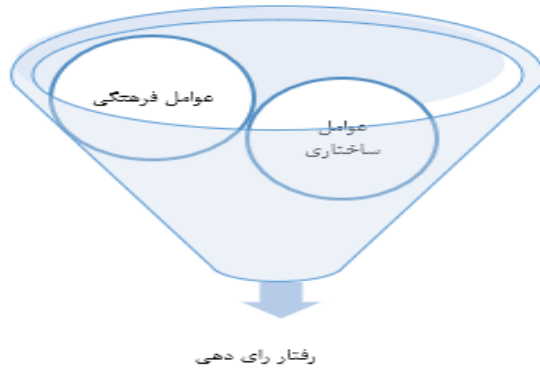 عوامل فرهنگی
عوامل
ساختاری
رفتار رای دهی